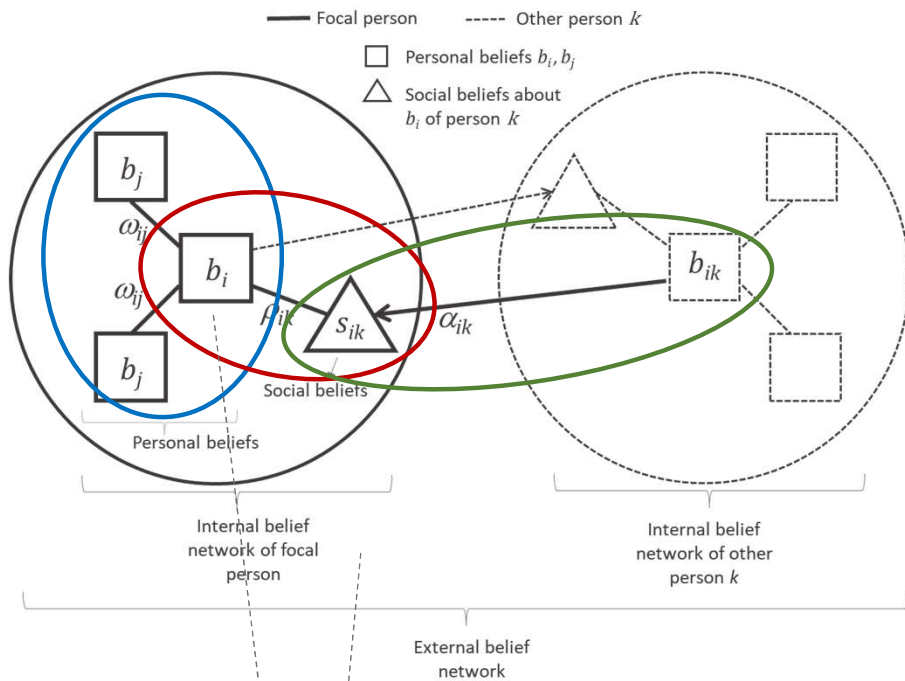 Focal person
Other person k
Personal beliefs b_i, b_j
Social beliefs about
b_i of person k
b_j
ω_ij
b_i
ω_ij
b_j
ρ_ik
s_ik
α_ik
b_ik
Social beliefs
Personal beliefs
Internal belief
network of focal
person
Internal belief
network of other
person k
External belief
network